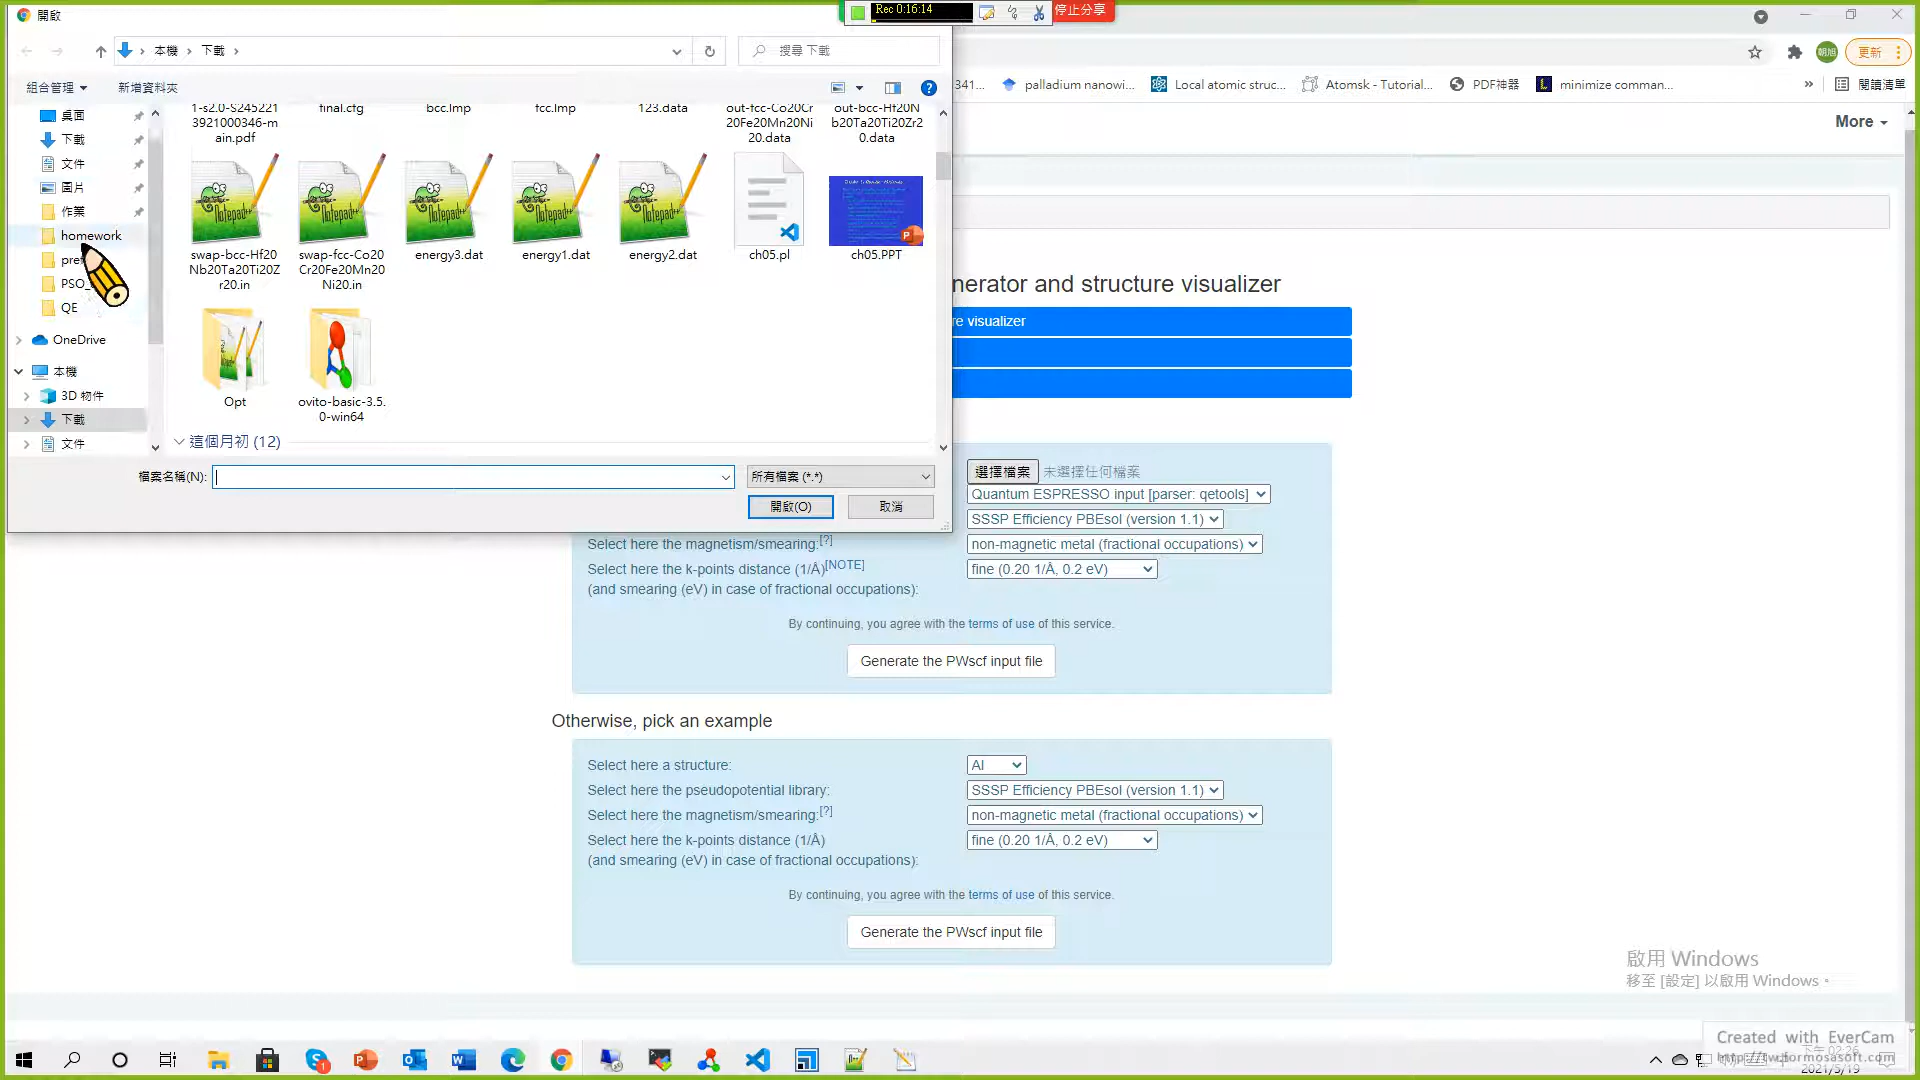 開啟
Rec 0:16:14
停止分享
本機
下載
搜尋 下載
更新
組合管理
新增資料夾
341...
palladium nanowi...
Local atomic struc...
Atomsk - Tutorial...
PDF神器
minimize comman...
»
閱讀清單
More
桌面
下載
文件
圖片
作業
homework
PSO_
QE
OneDrive
本機
3D 物件
下載
文件
1-s2.0-S245221
3921000346-m
ain.pdf
final.cfg
bcc.lmp
fcc.lmp
123.data
out-fcc-Co20Cr
20Fe20Mn20Ni
20.data
out-bcc-Hf20N
b20Ta20Ti20Zr2
0.data
swap-bcc-Hf20
Nb20Ta20Ti20Z
r20.in
swap-fcc-Co20
Cr20Fe20Mn20
Ni20.in
energy3.dat
energy1.dat
energy2.dat
ch05.pl
ch05.PPT
Opt
ovito-basic-3.5.
0-win64
這個月初 (12)
檔案名稱(N):
所有檔案 (*.*)
開啟(O)
取消
nerator and structure visualizer
re visualizer
選擇檔案 未選擇任何檔案
Quantum ESPRESSO input [parser: qetools]
SSSP Efficiency PBEsol (version 1.1)
Select here the magnetism/smearing:[?]
non-magnetic metal (fractional occupations)
Select here the k-points distance (1/Å)[NOTE]
(and smearing (eV) in case of fractional occupations):
fine (0.20 1/Å, 0.2 eV)
By continuing, you agree with the terms of use of this service.
Generate the PWscf input file
Otherwise, pick an example
Select here a structure:
Al
Select here the pseudopotential library:
SSSP Efficiency PBEsol (version 1.1)
Select here the magnetism/smearing:[?]
non-magnetic metal (fractional occupations)
Select here the k-points distance (1/Å)
(and smearing (eV) in case of fractional occupations):
fine (0.20 1/Å, 0.2 eV)
By continuing, you agree with the terms of use of this service.
Generate the PWscf input file
啟用 Windows
移至 [設定] 以啟用 Windows。
Created with EverCam
http://tw.formosasoft.com
下午 02:26
2021/5/19